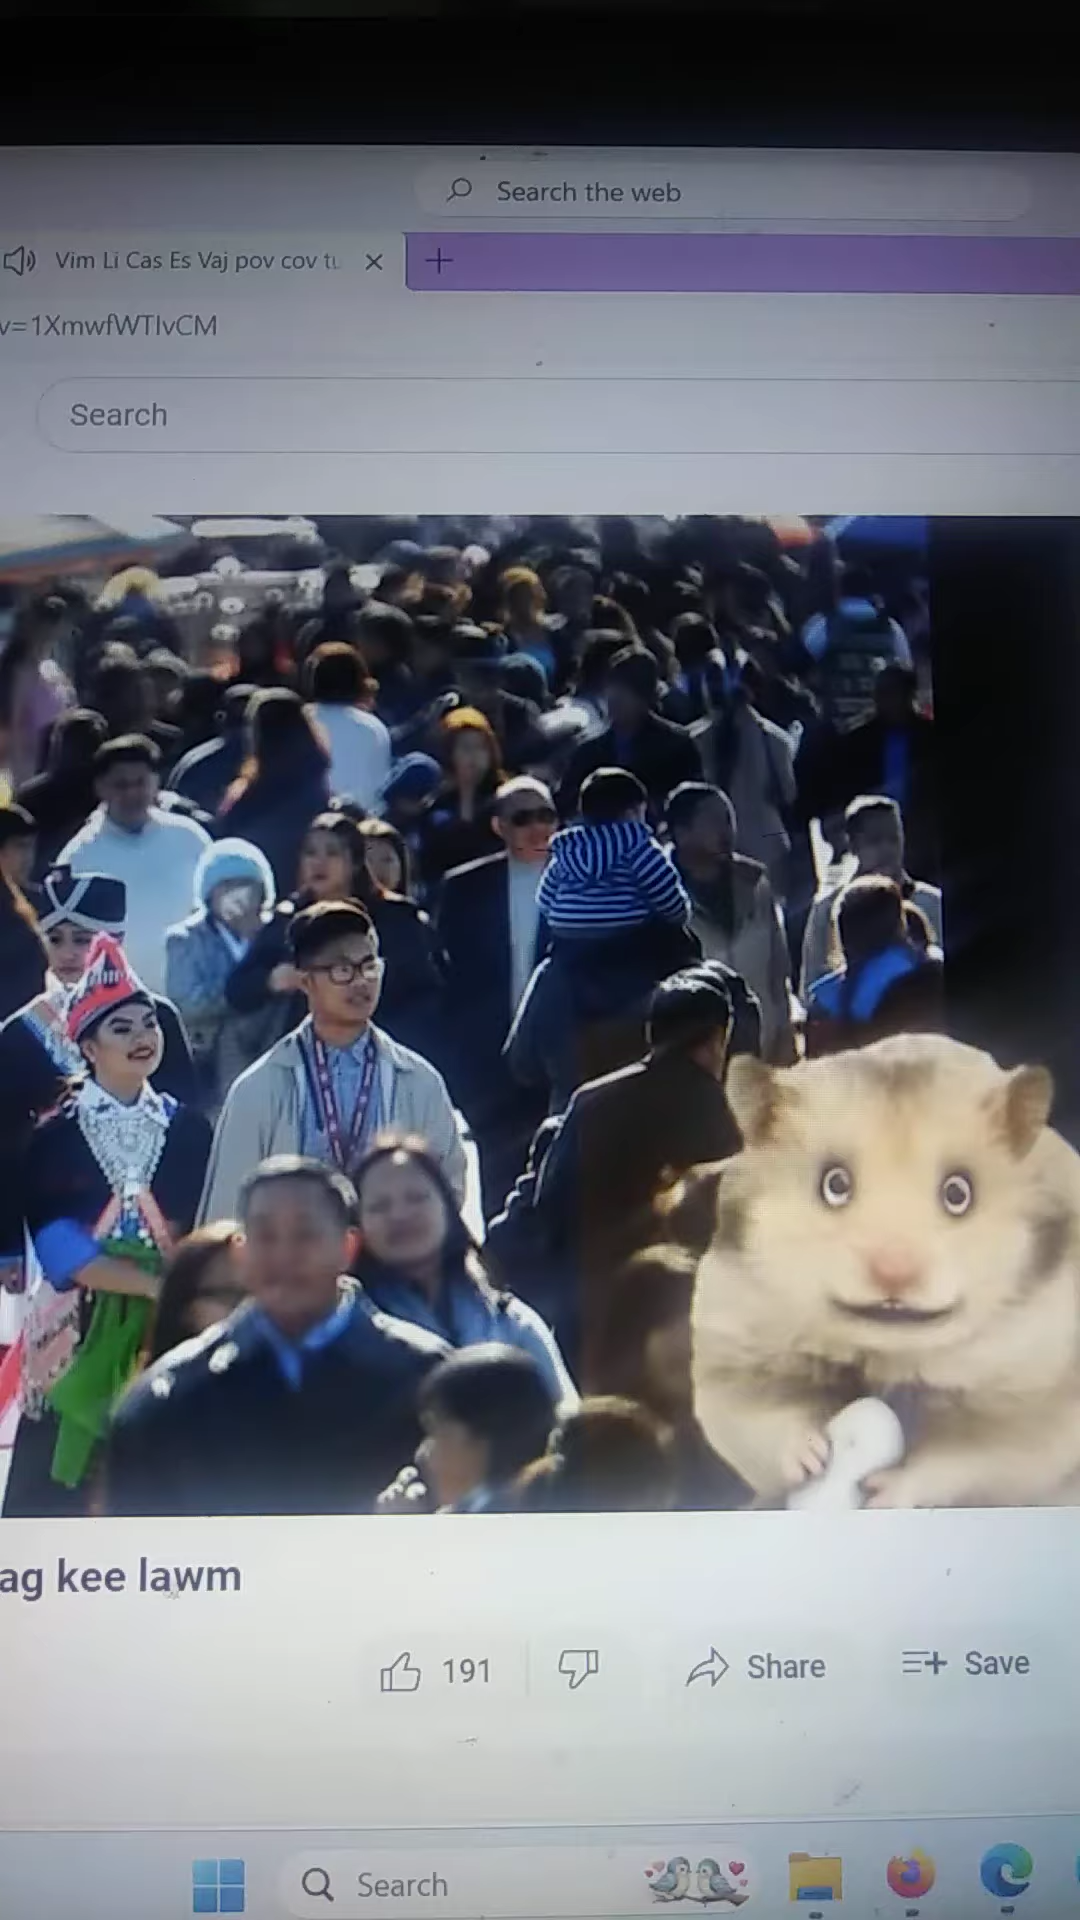 Search the web
Vim Li Cas Es Vaj pov cov tu
v=1XmwfWTIvCM
Search
ag kee lawm
191
Share
Save
Search